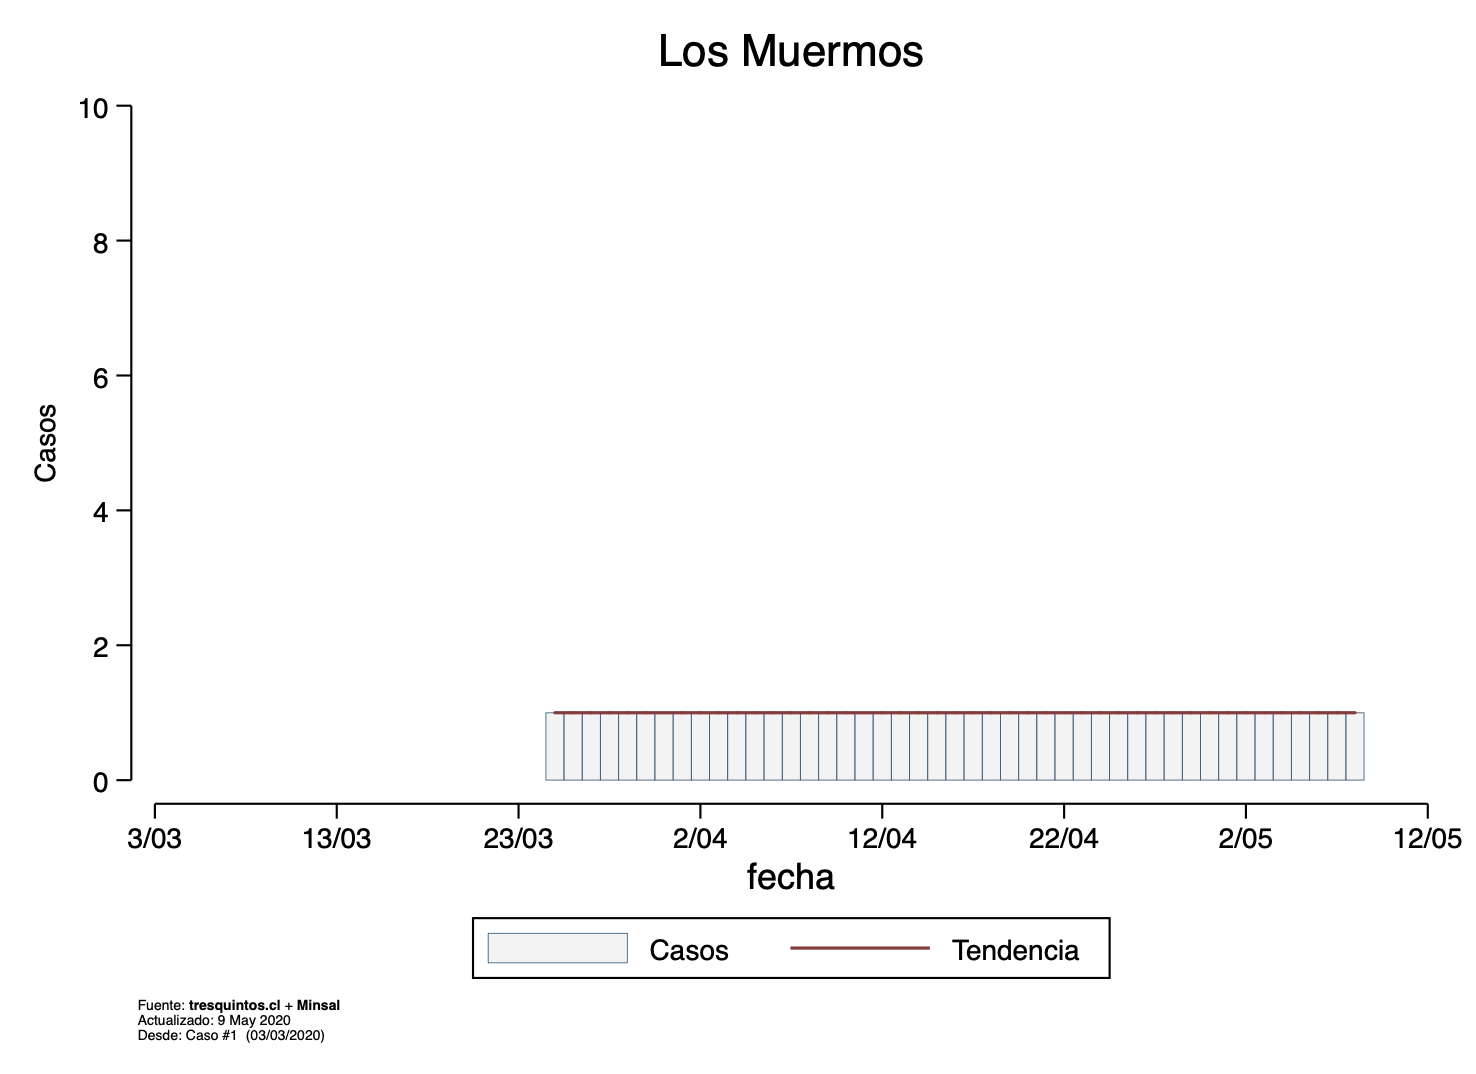 Los Muermos
10
8
6
4
2
0
Casos
3/03 13/03 23/03 2/04 12/04 22/04 2/05 12/05
fecha
Casos Tendencia
Fuente: tresquintos.cl + Minsal
Actualizado: 9 May 2020
Desde: Caso #1 (03/03/2020)